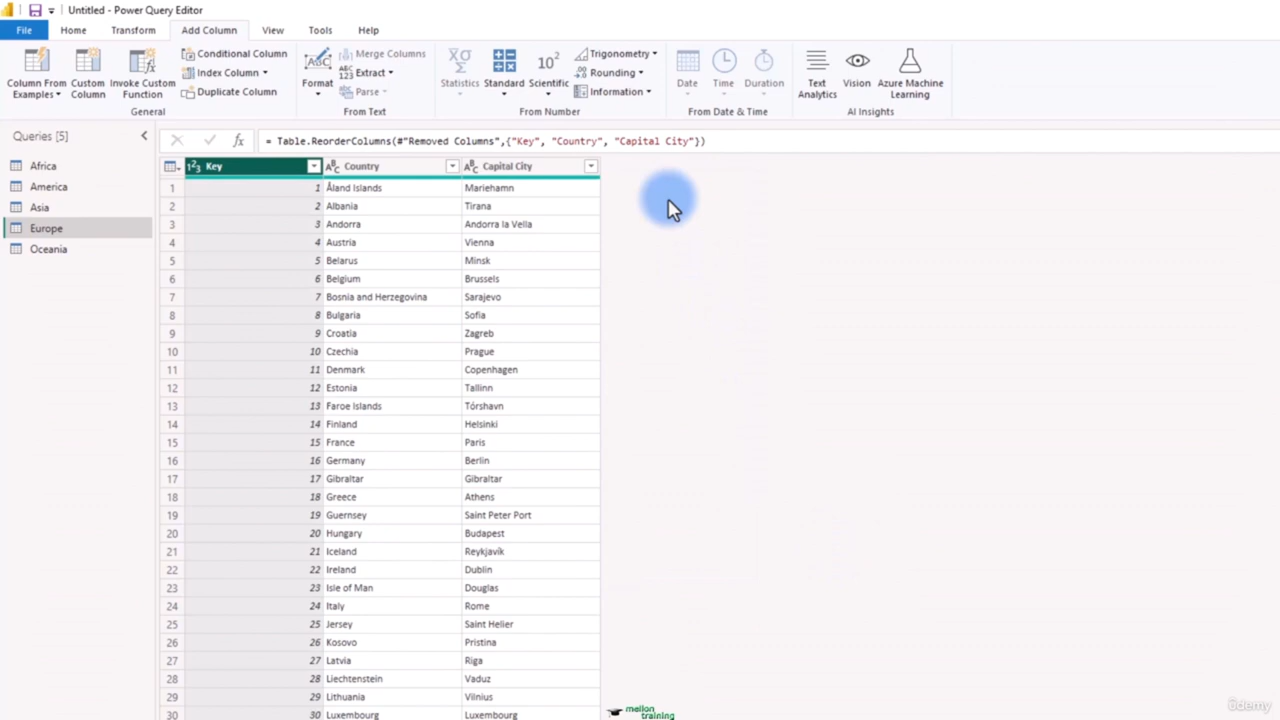 Untitled - Power Query Editor
File Home Transform Add Column View Tools Help
Column From Examples
Custom Column
Invoke Custom Function
Conditional Column
Index Column
Duplicate Column
General
Format
Merge Columns
Extract
Parse
From Text
Statistics
Standard
Scientific
Trigonometry
Rounding
Information
From Number
Date
Time
Duration
From Date & Time
Text Analytics
Vision
Azure Machine Learning
AI Insights
Queries [5]
Africa
America
Asia
Europe
Oceania
= Table.ReorderColumns(#"Removed Columns",{"Key", "Country", "Capital City"})
Key Country Capital City
1 1 Åland Islands Mariehamn
2 2 Albania Tirana
3 3 Andorra Andorra la Vella
4 4 Austria Vienna
5 5 Belarus Minsk
6 6 Belgium Brussels
7 7 Bosnia and Herzegovina Sarajevo
8 8 Bulgaria Sofia
9 9 Croatia Zagreb
10 10 Czechia Prague
11 11 Denmark Copenhagen
12 12 Estonia Tallinn
13 13 Faroe Islands Tórshavn
14 14 Finland Helsinki
15 15 France Paris
16 16 Germany Berlin
17 17 Gibraltar Gibraltar
18 18 Greece Athens
19 19 Guernsey Saint Peter Port
20 20 Hungary Budapest
21 21 Iceland Reykjavík
22 22 Ireland Dublin
23 23 Isle of Man Douglas
24 24 Italy Rome
25 25 Jersey Saint Helier
26 26 Kosovo Pristina
27 27 Latvia Riga
28 28 Liechtenstein Vaduz
29 29 Lithuania Vilnius
30 30 Luxembourg Luxembourg
mellon training
ûdemy